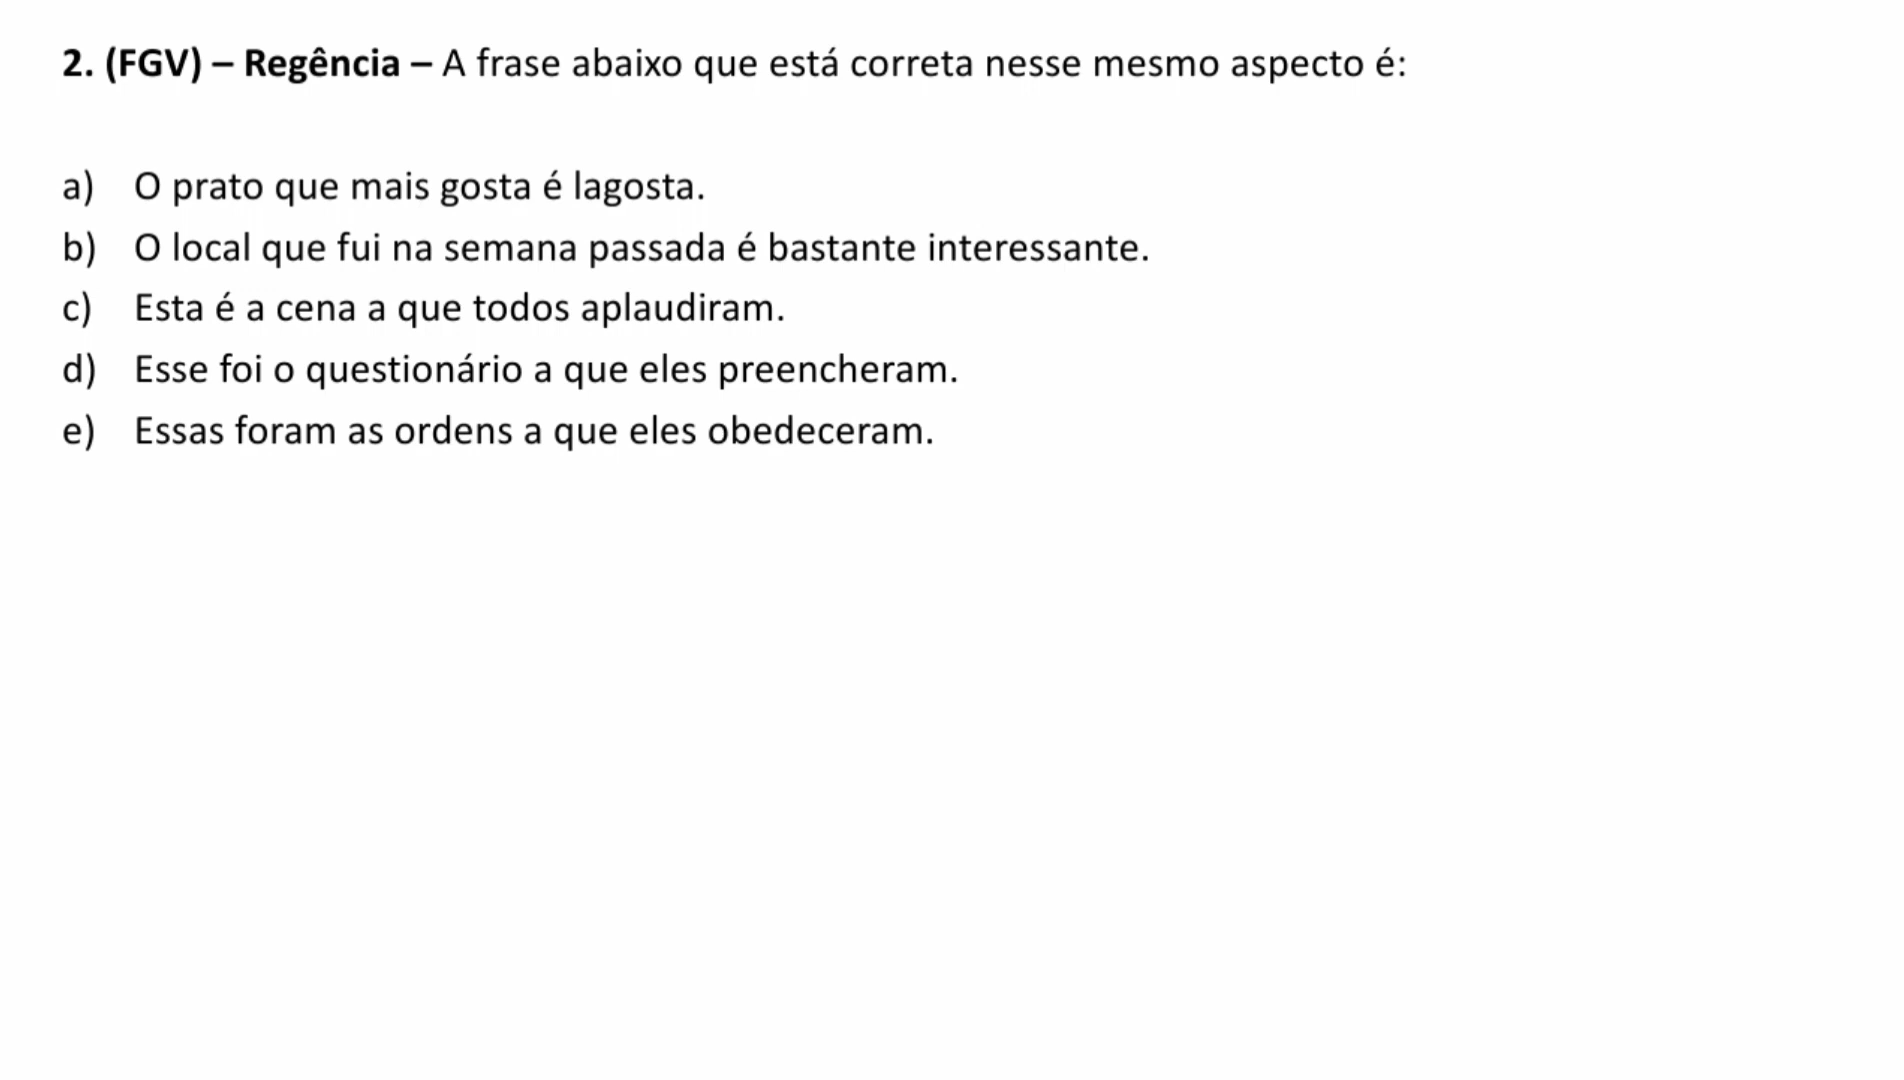 2. (FGV) – Regência – A frase abaixo que está correta nesse mesmo aspecto é:
a) O prato que mais gosta é lagosta.
b) O local que fui na semana passada é bastante interessante.
c) Esta é a cena a que todos aplaudiram.
d) Esse foi o questionário a que eles preencheram.
e) Essas foram as ordens a que eles obedeceram.